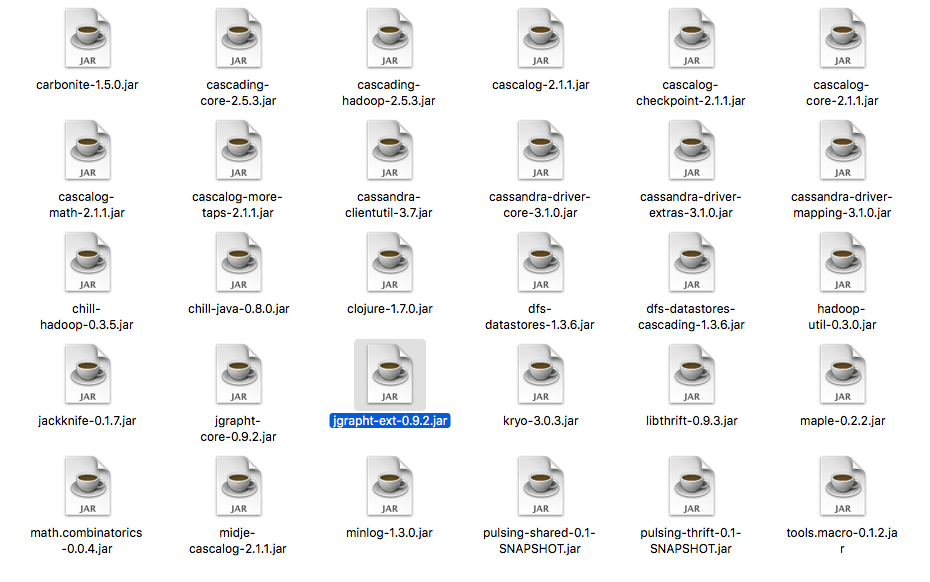 JAR JAR JAR JAR JAR JAR
carbonite-1.5.0.jar cascading- cascading- cascalog-2.1.1.jar cascalog- cascalog-
core-2.5.3.jar hadoop-2.5.3.jar checkpoint-2.1.1.jar core-2.1.1.jar
JAR JAR JAR JAR JAR JAR
cascalog- cascalog-more- cassandra- cassandra-driver- cassandra-driver- cassandra-driver-
math-2.1.1.jar taps-2.1.1.jar clientutil-3.7.jar core-3.1.0.jar extras-3.1.0.jar mapping-3.1.0.jar
JAR JAR JAR JAR JAR JAR
chill- chill-java-0.8.0.jar clojure-1.7.0.jar dfs- dfs-datastores- hadoop-
hadoop-0.3.5.jar datastores-1.3.6.jar cascading-1.3.6.jar util-0.3.0.jar
JAR JAR JAR JAR JAR JAR
jackknife-0.1.7.jar jgrapht- jgrapht-ext-0.9.2.jar kryo-3.0.3.jar libthrift-0.9.3.jar maple-0.2.2.jar
core-0.9.2.jar
JAR JAR JAR JAR JAR JAR
math.combinatorics midje- minlog-1.3.0.jar pulsing-shared-0.1- pulsing-thrift-0.1- tools.macro-0.1.2.ja
-0.0.4.jar cascalog-2.1.1.jar SNAPSHOT.jar SNAPSHOT.jar r